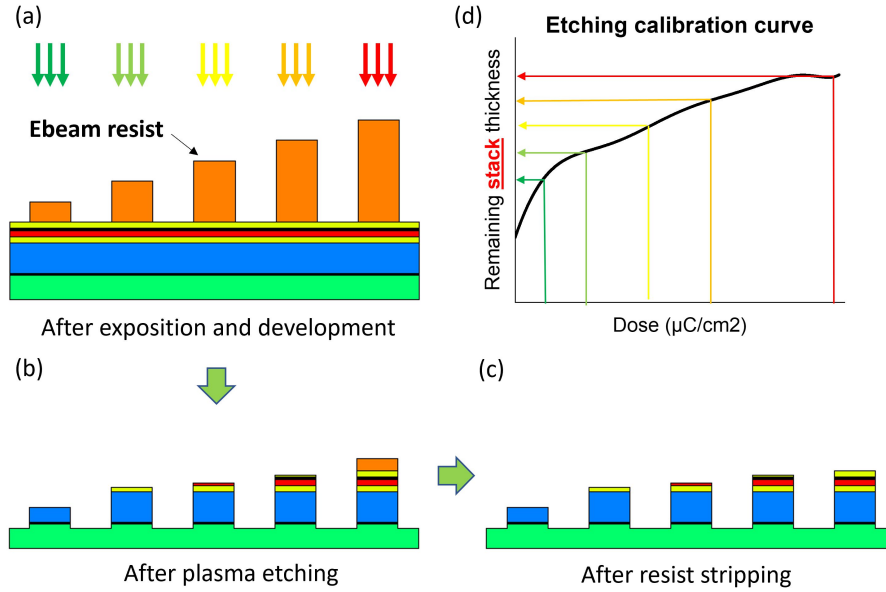 (a)
Ebeam resist
After exposition and development
(d)
Etching calibration curve
Remaining stack thickness
Dose (µC/cm2)
(b)
After plasma etching
(c)
After resist stripping